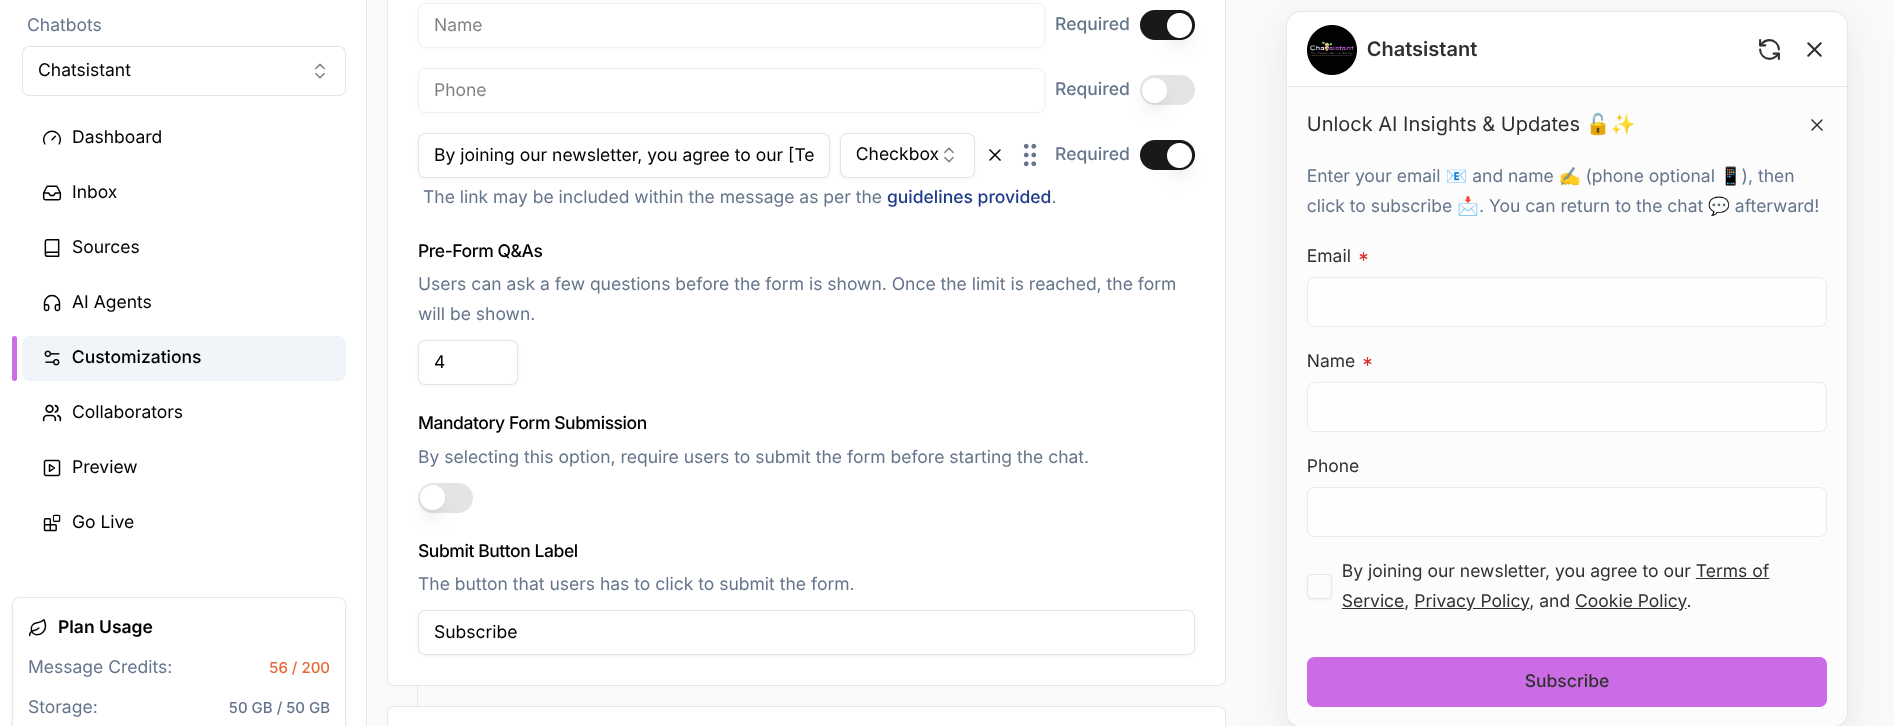 Chatbots
Chatsistant
Dashboard
Inbox
Sources
AI Agents
Customizations
Collaborators
Preview
Go Live
Plan Usage
Message Credits: 56 / 200
Storage: 50 GB / 50 GB
Name Required
Phone Required
By joining our newsletter, you agree to our [Te Checkbox Required
The link may be included within the message as per the guidelines provided.
Pre-Form Q&As
Users can ask a few questions before the form is shown. Once the limit is reached, the form
will be shown.
4
Mandatory Form Submission
By selecting this option, require users to submit the form before starting the chat.
Submit Button Label
The button that users has to click to submit the form.
Subscribe
Chatsistant
Chatsistant
Unlock AI Insights & Updates 🔓✨
Enter your email 📧 and name ✍️ (phone optional 📱), then
click to subscribe 📩. You can return to the chat 💬 afterward!
Email *
Name *
Phone
By joining our newsletter, you agree to our Terms of
Service, Privacy Policy, and Cookie Policy.
Subscribe